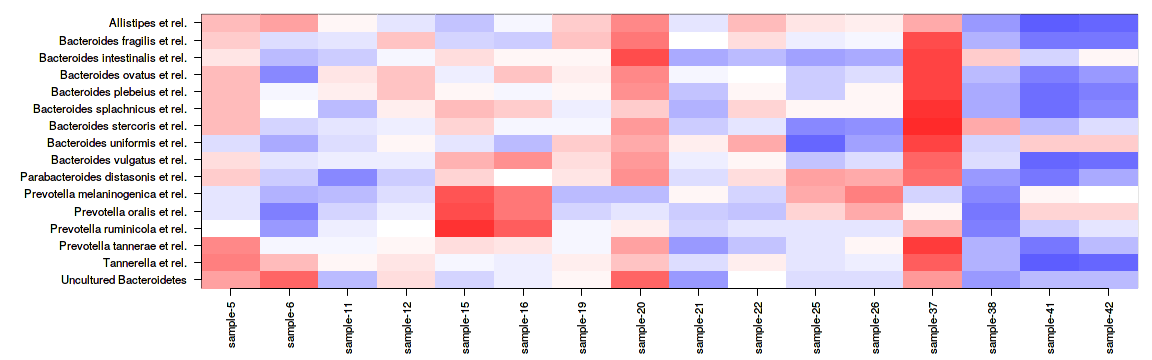 Allistipes et rel.
Bacteroides fragilis et rel.
Bacteroides intestinalis et rel.
Bacteroides ovatus et rel.
Bacteroides plebeius et rel.
Bacteroides splachnicus et rel.
Bacteroides stercoris et rel.
Bacteroides uniformis et rel.
Bacteroides vulgatus et rel.
Parabacteroides distasonis et rel.
Prevotella melaninogenica et rel.
Prevotella oralis et rel.
Prevotella ruminicola et rel.
Prevotella tannerae et rel.
Tannerella et rel.
Uncultured Bacteroidetes
sample-5
sample-6
sample-11
sample-12
sample-15
sample-16
sample-19
sample-20
sample-21
sample-22
sample-25
sample-26
sample-37
sample-38
sample-41
sample-42